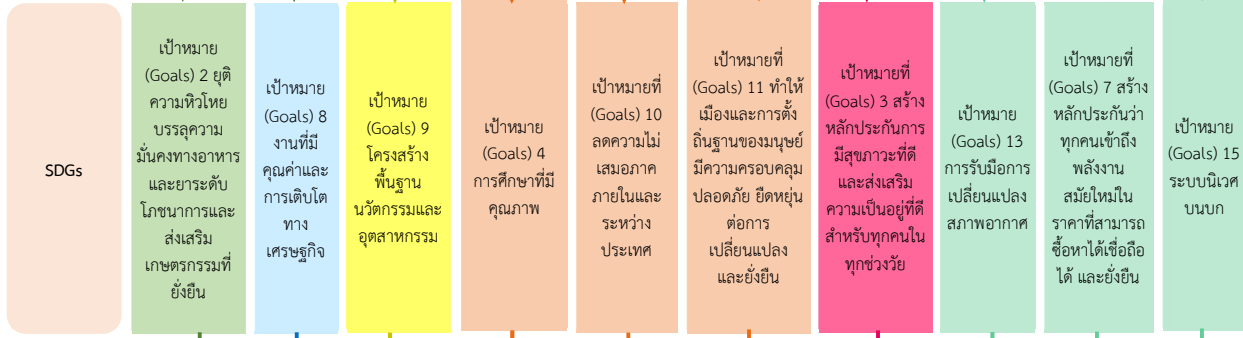 SDGs
เป้าหมาย
(Goals) 2 ยุติ
ความหิวโหย
บรรลุความ
มั่นคงทางอาหาร
และยาระดับ
โภชนาการและ
ส่งเสริม
เกษตรกรรมที่
ยั่งยืน
เป้าหมาย
(Goals) 8
งานที่มี
คุณค่าและ
การเติบโต
ทาง
เศรษฐกิจ
เป้าหมาย
(Goals) 9
โครงสร้าง
พื้นฐาน
นวัตกรรมและ
อุตสาหกรรม
เป้าหมาย
(Goals) 4
การศึกษาที่มี
คุณภาพ
เป้าหมายที่
(Goals) 10
ลดความไม่
เสมอภาค
ภายในและ
ระหว่าง
ประเทศ
เป้าหมายที่
(Goals) 11 ทำให้
เมืองและการตั้ง
ถิ่นฐานของมนุษย์
มีความครอบคลุม
ปลอดภัย ยืดหยุ่น
ต่อการ
เปลี่ยนแปลง
และยั่งยืน
เป้าหมายที่
(Goals) 3 สร้าง
หลักประกันการ
มีสุขภาวะที่ดี
และส่งเสริม
ความเป็นอยู่ที่ดี
สำหรับทุกคนใน
ทุกช่วงวัย
เป้าหมาย
(Goals) 13
การรับมือการ
เปลี่ยนแปลง
สภาพอากาศ
เป้าหมายที่
(Goals) 7 สร้าง
หลักประกันว่า
ทุกคนเข้าถึง
พลังงาน
สมัยใหม่ใน
ราคาที่สามารถ
ซื้อหาได้เชื่อถือ
ได้ และยั่งยืน
เป้าหมาย
(Goals) 15
ระบบนิเวศ
บนบก